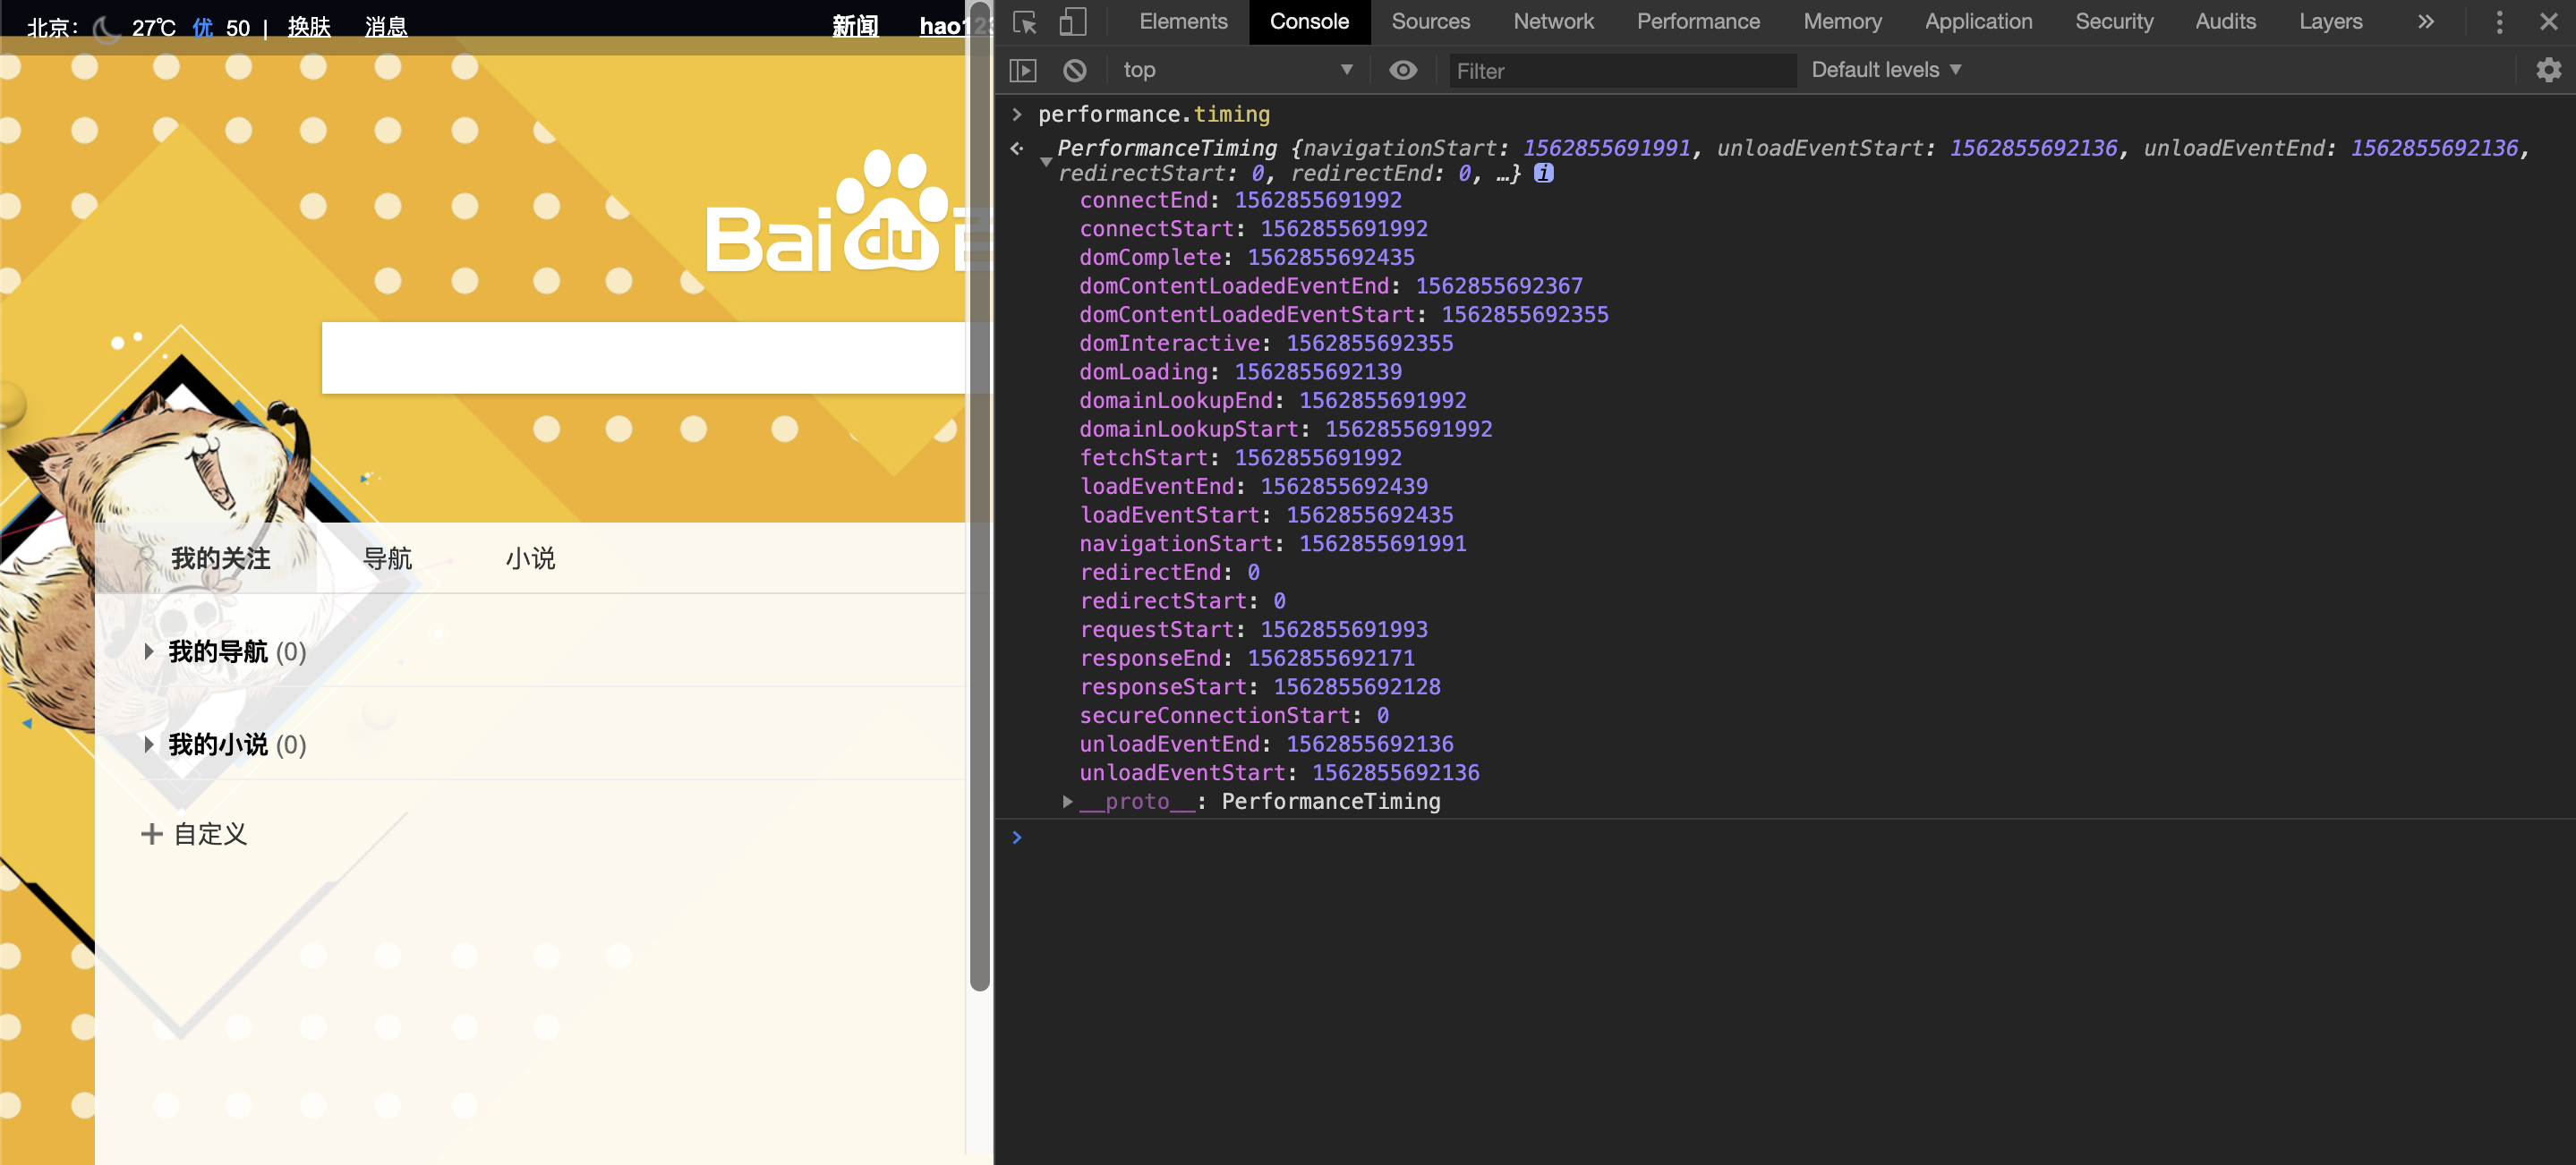 北京： 27℃ 优 50 | 换肤 消息 新闻 hao123
Baidu
我的关注 导航 小说
我的导航 (0)
我的小说 (0)
自定义
Elements Console Sources Network Performance Memory Application Security Audits Layers »
top Filter Default levels
performance.timing
PerformanceTiming {navigationStart: 1562855691991, unloadEventStart: 1562855692136, unloadEventEnd: 1562855692136,
redirectStart: 0, redirectEnd: 0, …} i
connectEnd: 1562855691992
connectStart: 1562855691992
domComplete: 1562855692435
domContentLoadedEventEnd: 1562855692367
domContentLoadedEventStart: 1562855692355
domInteractive: 1562855692355
domLoading: 1562855692139
domainLookupEnd: 1562855691992
domainLookupStart: 1562855691992
fetchStart: 1562855691992
loadEventEnd: 1562855692439
loadEventStart: 1562855692435
navigationStart: 1562855691991
redirectEnd: 0
redirectStart: 0
requestStart: 1562855691993
responseEnd: 1562855692171
responseStart: 1562855692128
secureConnectionStart: 0
unloadEventEnd: 1562855692136
unloadEventStart: 1562855692136
__proto__: PerformanceTiming